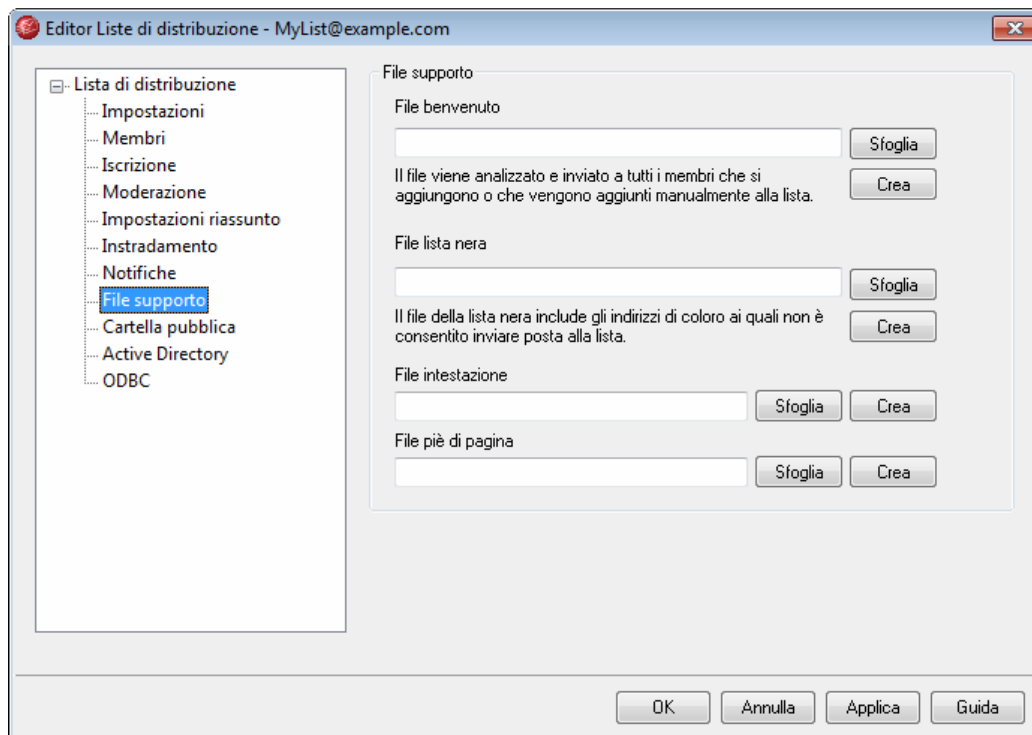 Editor Liste di distribuzione - MyList@example.com
Lista di distribuzione
Impostazioni
Membri
Iscrizione
Moderazione
Impostazioni riassunto
Instradamento
Notifiche
File supporto
Cartella pubblica
Active Directory
ODBC
File supporto
File benvenuto
Sfoglia
Il file viene analizzato e inviato a tutti i membri che si
aggiungono o che vengono aggiunti manualmente alla lista.
Crea
File lista nera
Sfoglia
Il file della lista nera include gli indirizzi di coloro ai quali non è
consentito inviare posta alla lista.
Crea
File intestazione
Sfoglia Crea
File piè di pagina
Sfoglia Crea
OK Annulla Applica Guida